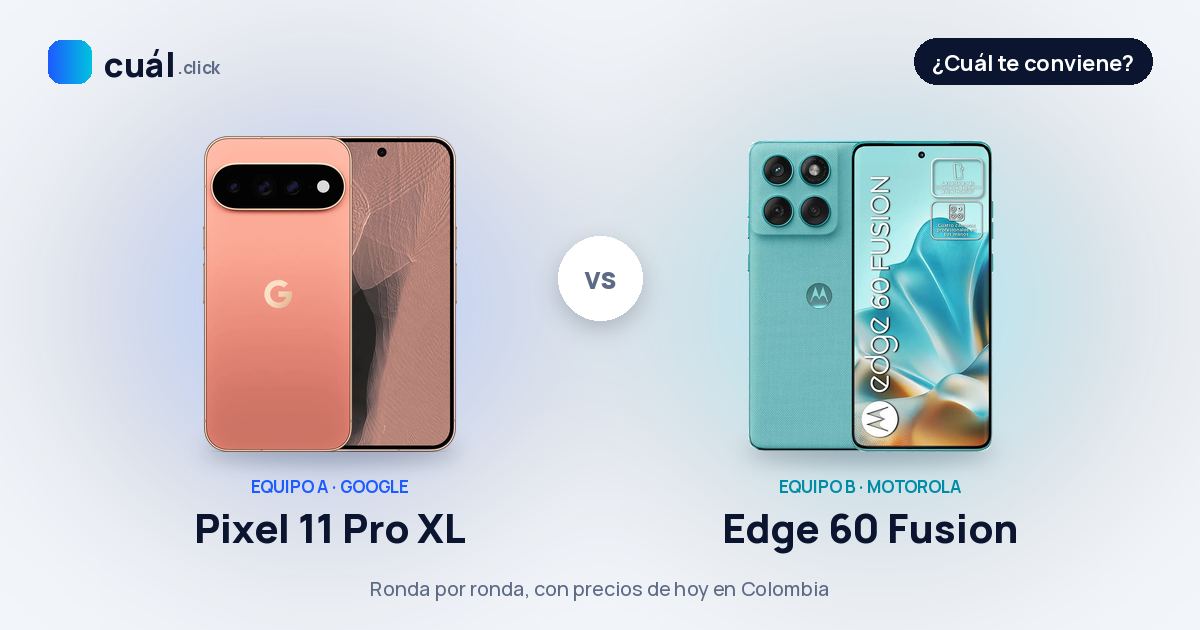 cuál.click
¿Cuál te conviene?
VS
edge 60 FUSION
EQUIPO A · GOOGLE
EQUIPO B · MOTOROLA
Pixel 11 Pro XL
Edge 60 Fusion
Ronda por ronda, con precios de hoy en Colombia